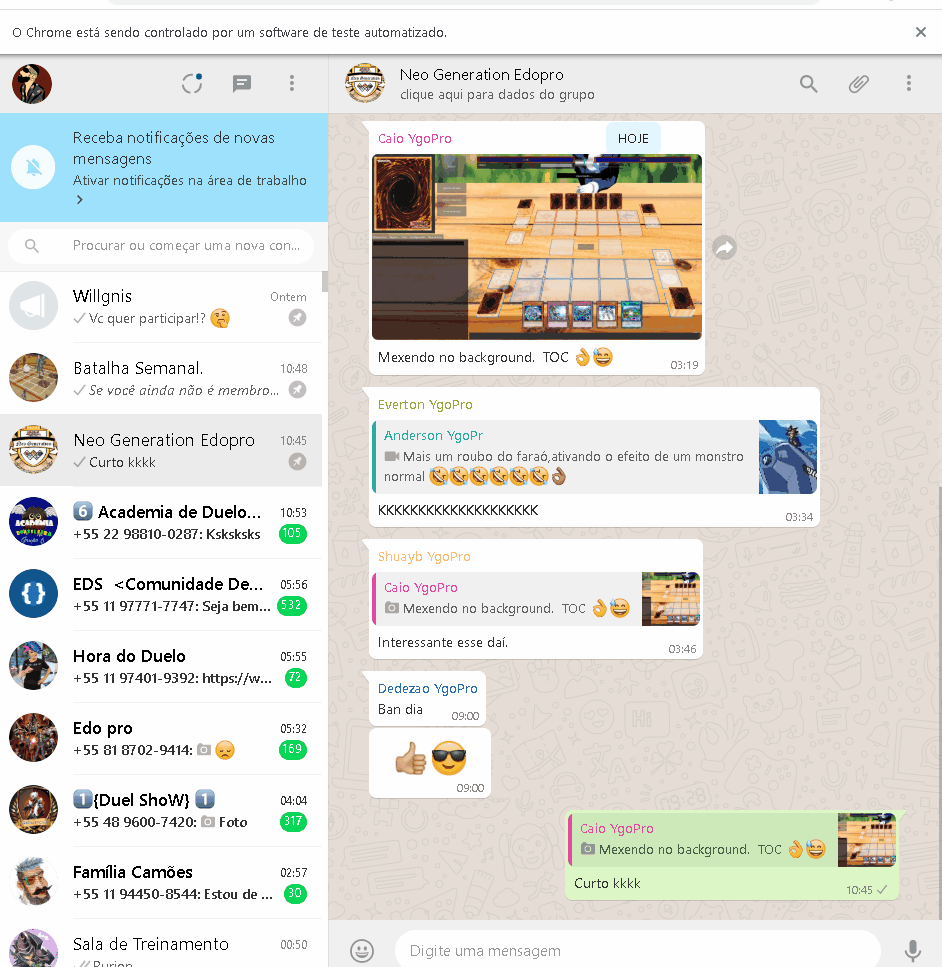 O Chrome está sendo controlado por um software de teste automatizado.
Neo Generation Edopro
clique aqui para dados do grupo
Receba notificações de novas
mensagens
Ativar notificações na área de trabalho
Procurar ou começar uma nova con...
Willgnis
Ontem
Vc quer participar!? 🤔
Batalha Semanal.
10:48
Se você ainda não é membro...
Neo Generation Edopro
10:45
Curto kkkk
6️⃣ Academia de Duelo...
10:53
+55 22 98810-0287: Ksksksks
105
EDS <Comunidade De...
05:56
+55 11 97771-7747: Seja bem...
532
Hora do Duelo
05:55
+55 11 97401-9392: https://w...
72
Edo pro
05:32
+55 81 8702-9414: 📷 😞
169
1️⃣{Duel ShoW} 1️⃣
04:04
+55 48 9600-7420: 📷 Foto
317
Família Camões
02:57
+55 11 94450-8544: Estou de ...
30
Sala de Treinamento
00:50
Caio YgoPro
HOJE
Mexendo no background. TOC 👌😅
03:19
Everton YgoPro
Anderson YgoPr
Mais um roubo do faraó,ativando o efeito de um monstro
normal 🤣🤣🤣🤣🤣🤣👌🏾
KKKKKKKKKKKKKKKKKKKK
03:34
Shuayb YgoPro
Caio YgoPro
Mexendo no background. TOC 👌😅
Interessante esse daí.
03:46
Dedezao YgoPro
Ban dia
09:00
👍🏼😎
09:00
Caio YgoPro
Mexendo no background. TOC 👌😅
Curto kkkk
10:45
Digite uma mensagem